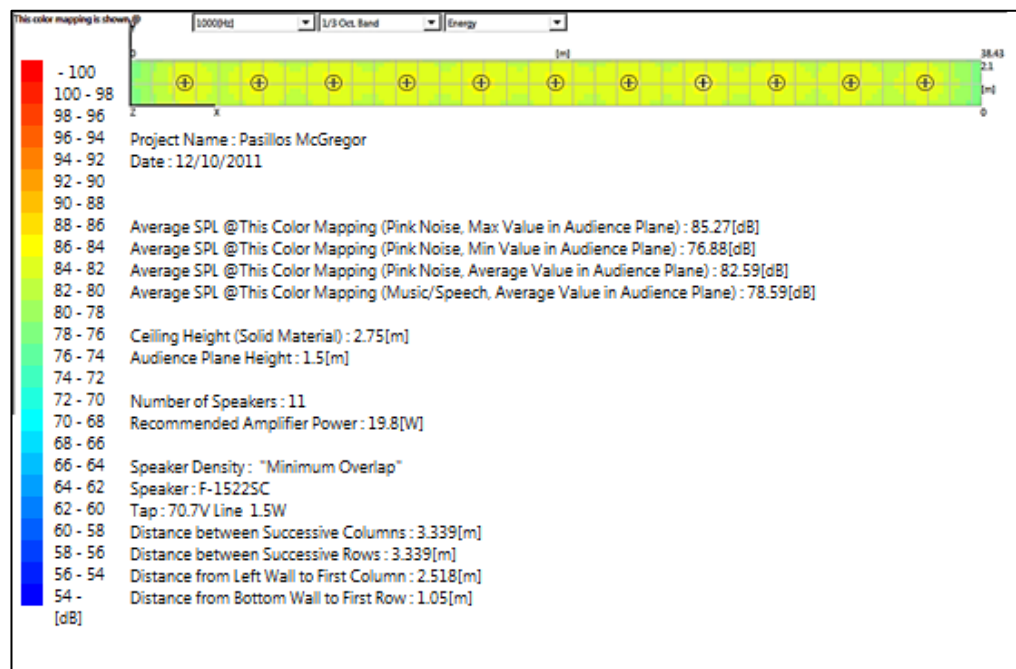 This color mapping is shown @
1000(Hz) 1/3 Oct. Band Energy
0 [m] 38.43
2.1
[m]
Z X 0
- 100
100 - 98
98 - 96
96 - 94
94 - 92
92 - 90
90 - 88
88 - 86
86 - 84
84 - 82
82 - 80
80 - 78
78 - 76
76 - 74
74 - 72
72 - 70
70 - 68
68 - 66
66 - 64
64 - 62
62 - 60
60 - 58
58 - 56
56 - 54
54 -
[dB]
Project Name : Pasillos McGregor
Date : 12/10/2011
Average SPL @This Color Mapping (Pink Noise, Max Value in Audience Plane) : 85.27[dB]
Average SPL @This Color Mapping (Pink Noise, Min Value in Audience Plane) : 76.88[dB]
Average SPL @This Color Mapping (Pink Noise, Average Value in Audience Plane) : 82.59[dB]
Average SPL @This Color Mapping (Music/Speech, Average Value in Audience Plane) : 78.59[dB]
Ceiling Height (Solid Material) : 2.75[m]
Audience Plane Height : 1.5[m]
Number of Speakers : 11
Recommended Amplifier Power : 19.8[W]
Speaker Density : "Minimum Overlap"
Speaker : F-1522SC
Tap : 70.7V Line 1.5W
Distance between Successive Columns : 3.339[m]
Distance between Successive Rows : 3.339[m]
Distance from Left Wall to First Column : 2.518[m]
Distance from Bottom Wall to First Row : 1.05[m]